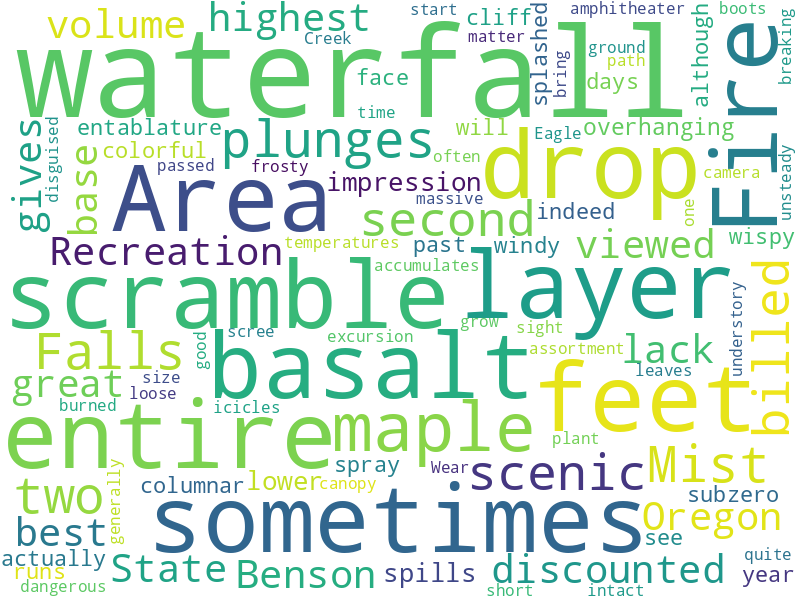 start amphitheater boots
volume highest cliff splashed although breaking
Creek matter bring ground
waterfall face path Fire
time days
gives disguised entablature plunges will Eagle overhanging
colorful often drop unsteady
base passed frosty impression camera
Area massive one
second indeed
Recreation temperatures past windy viewed wispy
accumulates
scramble layer billed
scree grow sight understory
Falls good basalt excursion assortment lack
great size leaves
loose feet
burned icicles
entire maple plant
generally spray Wear scenic Mist
two columnar lower canopy subzero
sometimes Oregon
best see
actually quite
runs State Benson spills discounted year
dangerous short intact